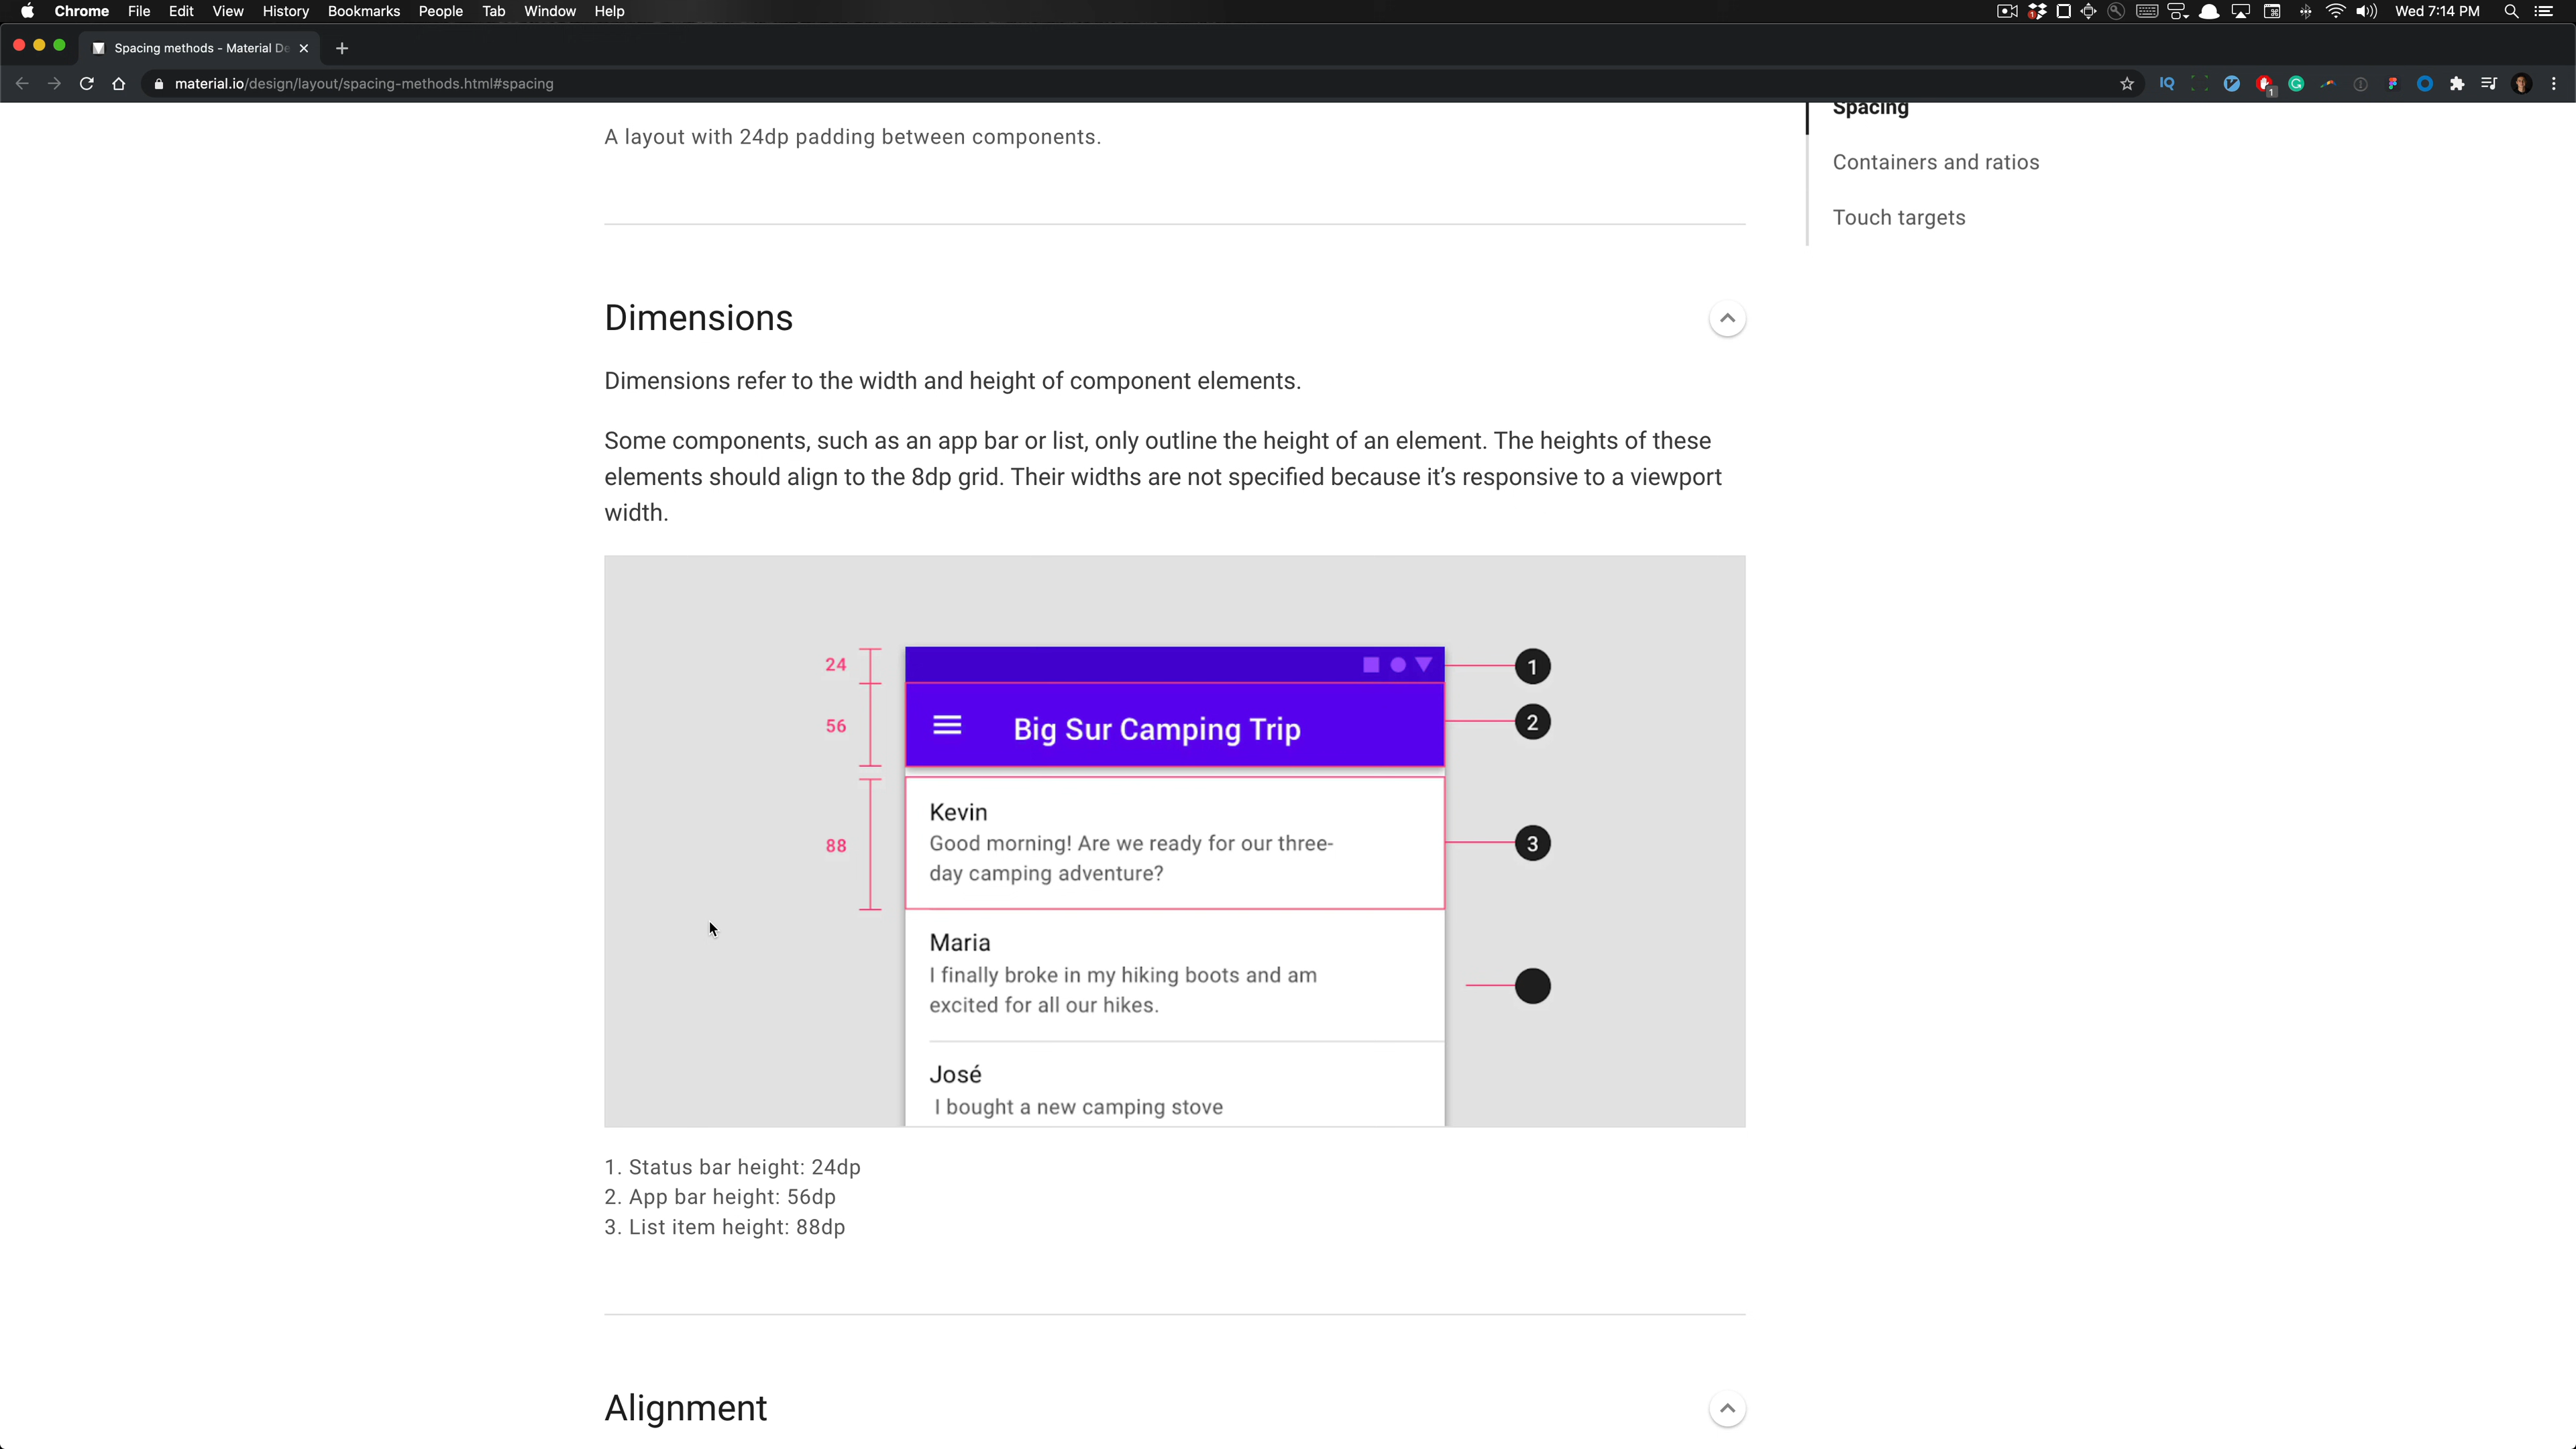 Chrome File Edit View History Bookmarks People Tab Window Help
1
Wed 7:14 PM
Spacing methods - Material De
material.io/design/layout/spacing-methods.html#spacing
IQ
1
Spacing
A layout with 24dp padding between components.
Containers and ratios
Touch targets
Dimensions
Dimensions refer to the width and height of component elements.
Some components, such as an app bar or list, only outline the height of an element. The heights of these
elements should align to the 8dp grid. Their widths are not specified because it’s responsive to a viewport
width.
24
1
56
Big Sur Camping Trip
2
Kevin
88
Good morning! Are we ready for our three-
day camping adventure?
3
Maria
I finally broke in my hiking boots and am
excited for all our hikes.
José
I bought a new camping stove
1. Status bar height: 24dp
2. App bar height: 56dp
3. List item height: 88dp
Alignment